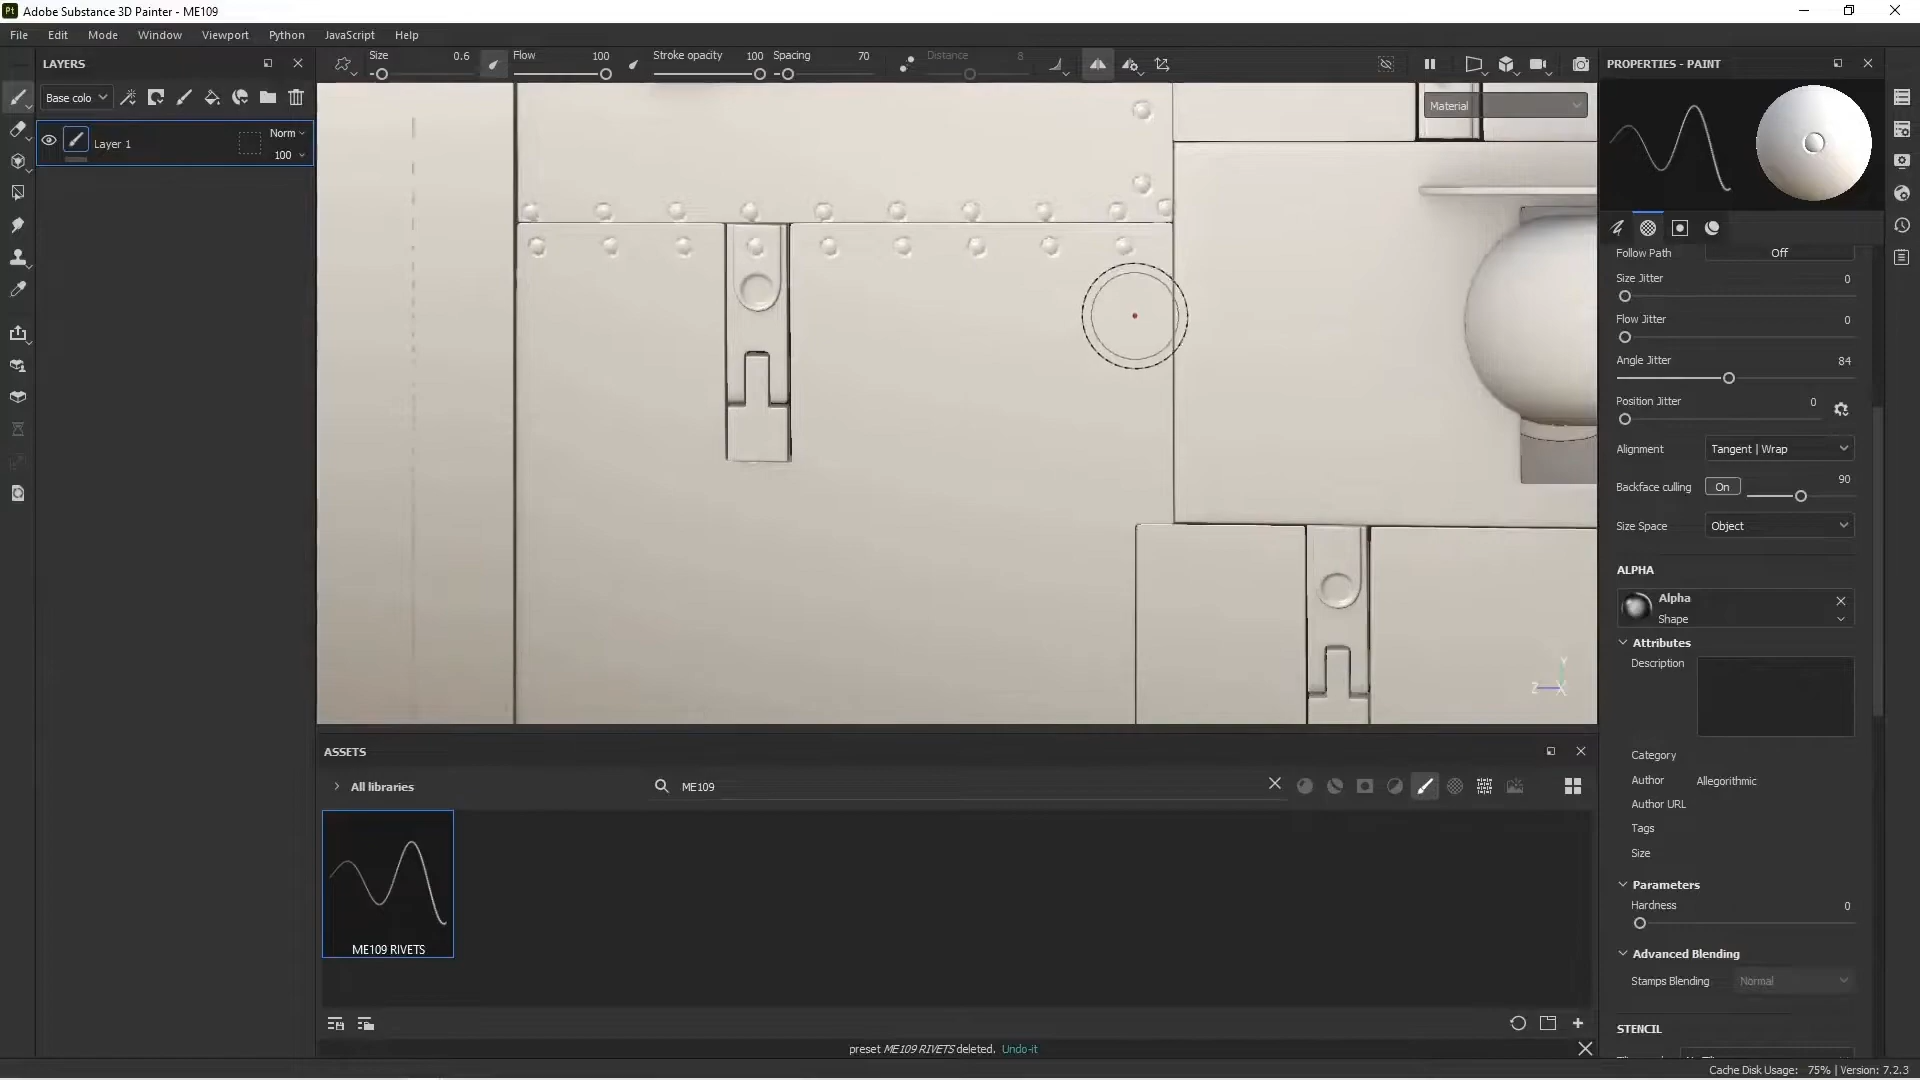 Pt Adobe Substance 3D Painter - ME109
File Edit Mode Window Viewport Python JavaScript Help
LAYERS
Size 0.6 Flow 100 Stroke opacity 100 Spacing 70 Distance 8
PROPERTIES - PAINT
Base colo
Material
Layer 1
Norm
100
Follow Path Off
Size Jitter 0
Flow Jitter 0
Angle Jitter 84
Position Jitter 0
Alignment Tangent | Wrap
Backface culling On 90
Size Space Object
ALPHA
Alpha
Shape
Attributes
Description
Category
Author Allegorithmic
Author URL
Tags
Size
Parameters
Hardness 0
Advanced Blending
Stamps Blending Normal
STENCIL
Y
Z X
ASSETS
All libraries
ME109
ME109 RIVETS
preset ME109 RIVETS deleted. Undo-it
Cache Disk Usage: 75% | Version: 7.2.3